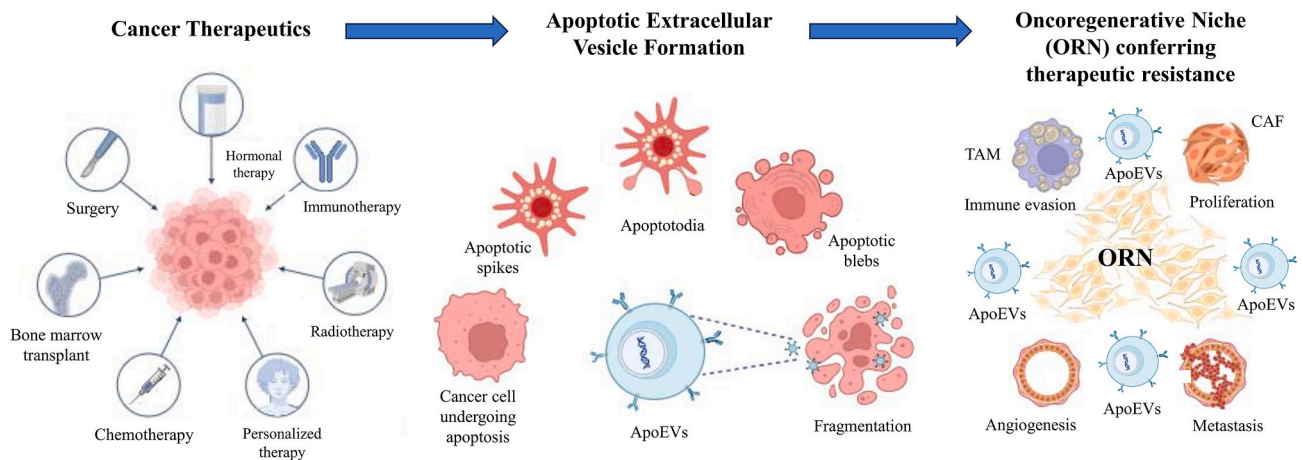 Cancer Therapeutics
Apoptotic Extracellular
Vesicle Formation
Oncoregenerative Niche
(ORN) conferring
therapeutic resistance
Hormonal
therapy
Surgery
Immunotherapy
Bone marrow
transplant
Radiotherapy
Chemotherapy
Personalized
therapy
Apoptotic
spikes
Apoptotodia
Apoptotic
blebs
Cancer cell
undergoing
apoptosis
ApoEVs
Fragmentation
TAM
CAF
ApoEVs
Immune evasion
Proliferation
ORN
ApoEVs
ApoEVs
Angiogenesis
ApoEVs
Metastasis